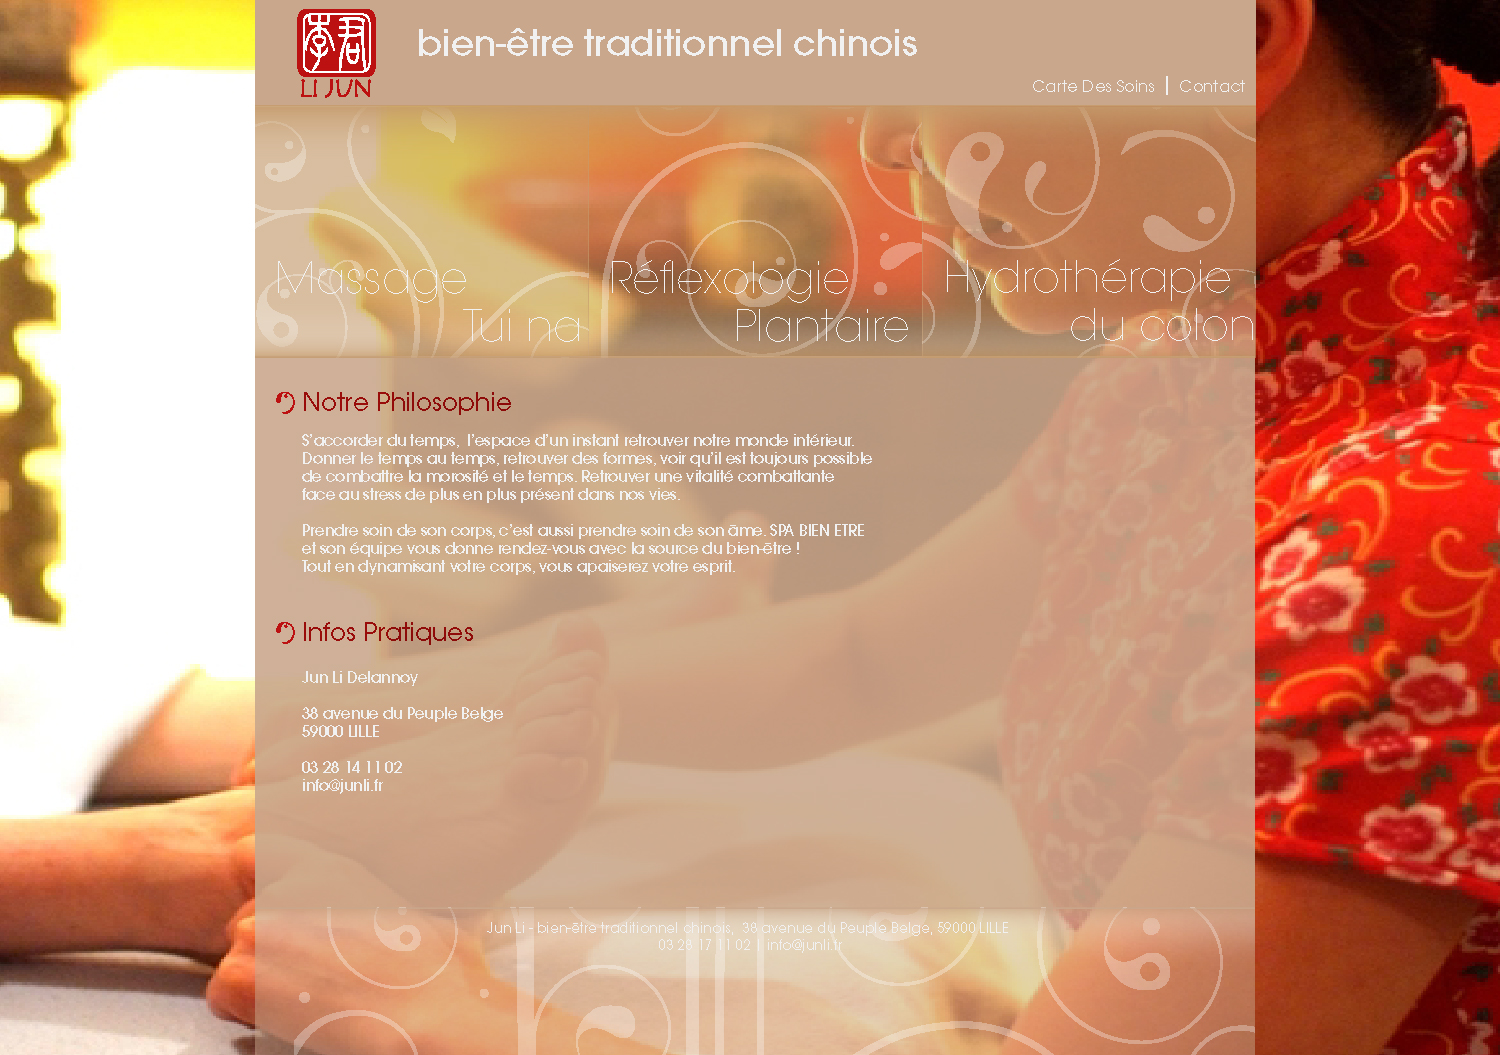 李君
LI JUN
bien-être traditionnel chinois
Carte Des Soins | Contact
Massage
Tui na
Réflexologie
Plantaire
Hydrothérapie
du colon
Notre Philosophie
S'accorder du temps, l'espace d'un instant retrouver notre monde intérieur.
Donner le temps au temps, retrouver des formes, voir qu'il est toujours possible
de combattre la morosité et le temps. Retrouver une vitalité combattante
face au stress de plus en plus présent dans nos vies.
Prendre soin de son corps, c'est aussi prendre soin de son âme. SPA BIEN ETRE
et son équipe vous donne rendez-vous avec la source du bien-être !
Tout en dynamisant votre corps, vous apaiserez votre esprit.
Infos Pratiques
Jun Li Delannoy
38 avenue du Peuple Belge
59000 LILLE
03 28 14 11 02
info@junli.fr
Jun Li - bien-être traditionnel chinois, 38 avenue du Peuple Belge, 59000 LILLE
03 28 17 11 02 | info@junli.fr